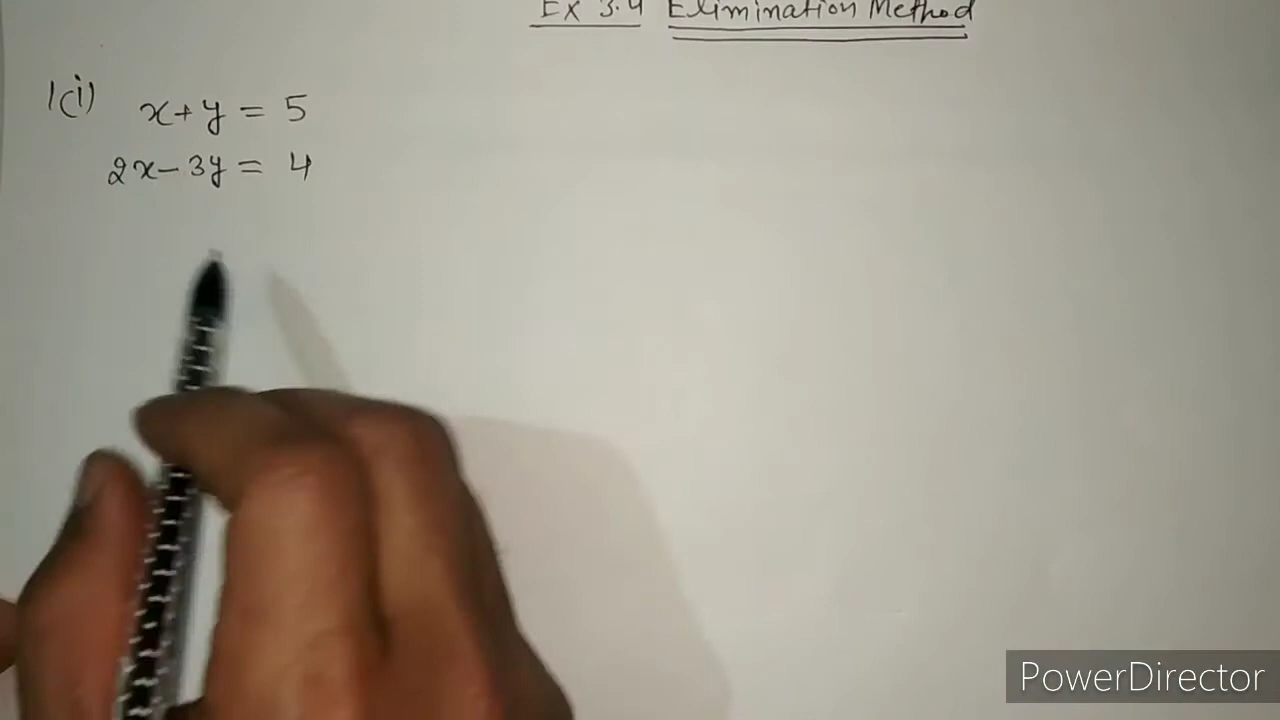 Ex 3.4 Elimination Method
1(i) x+y = 5
2x-3y = 4
PowerDirector